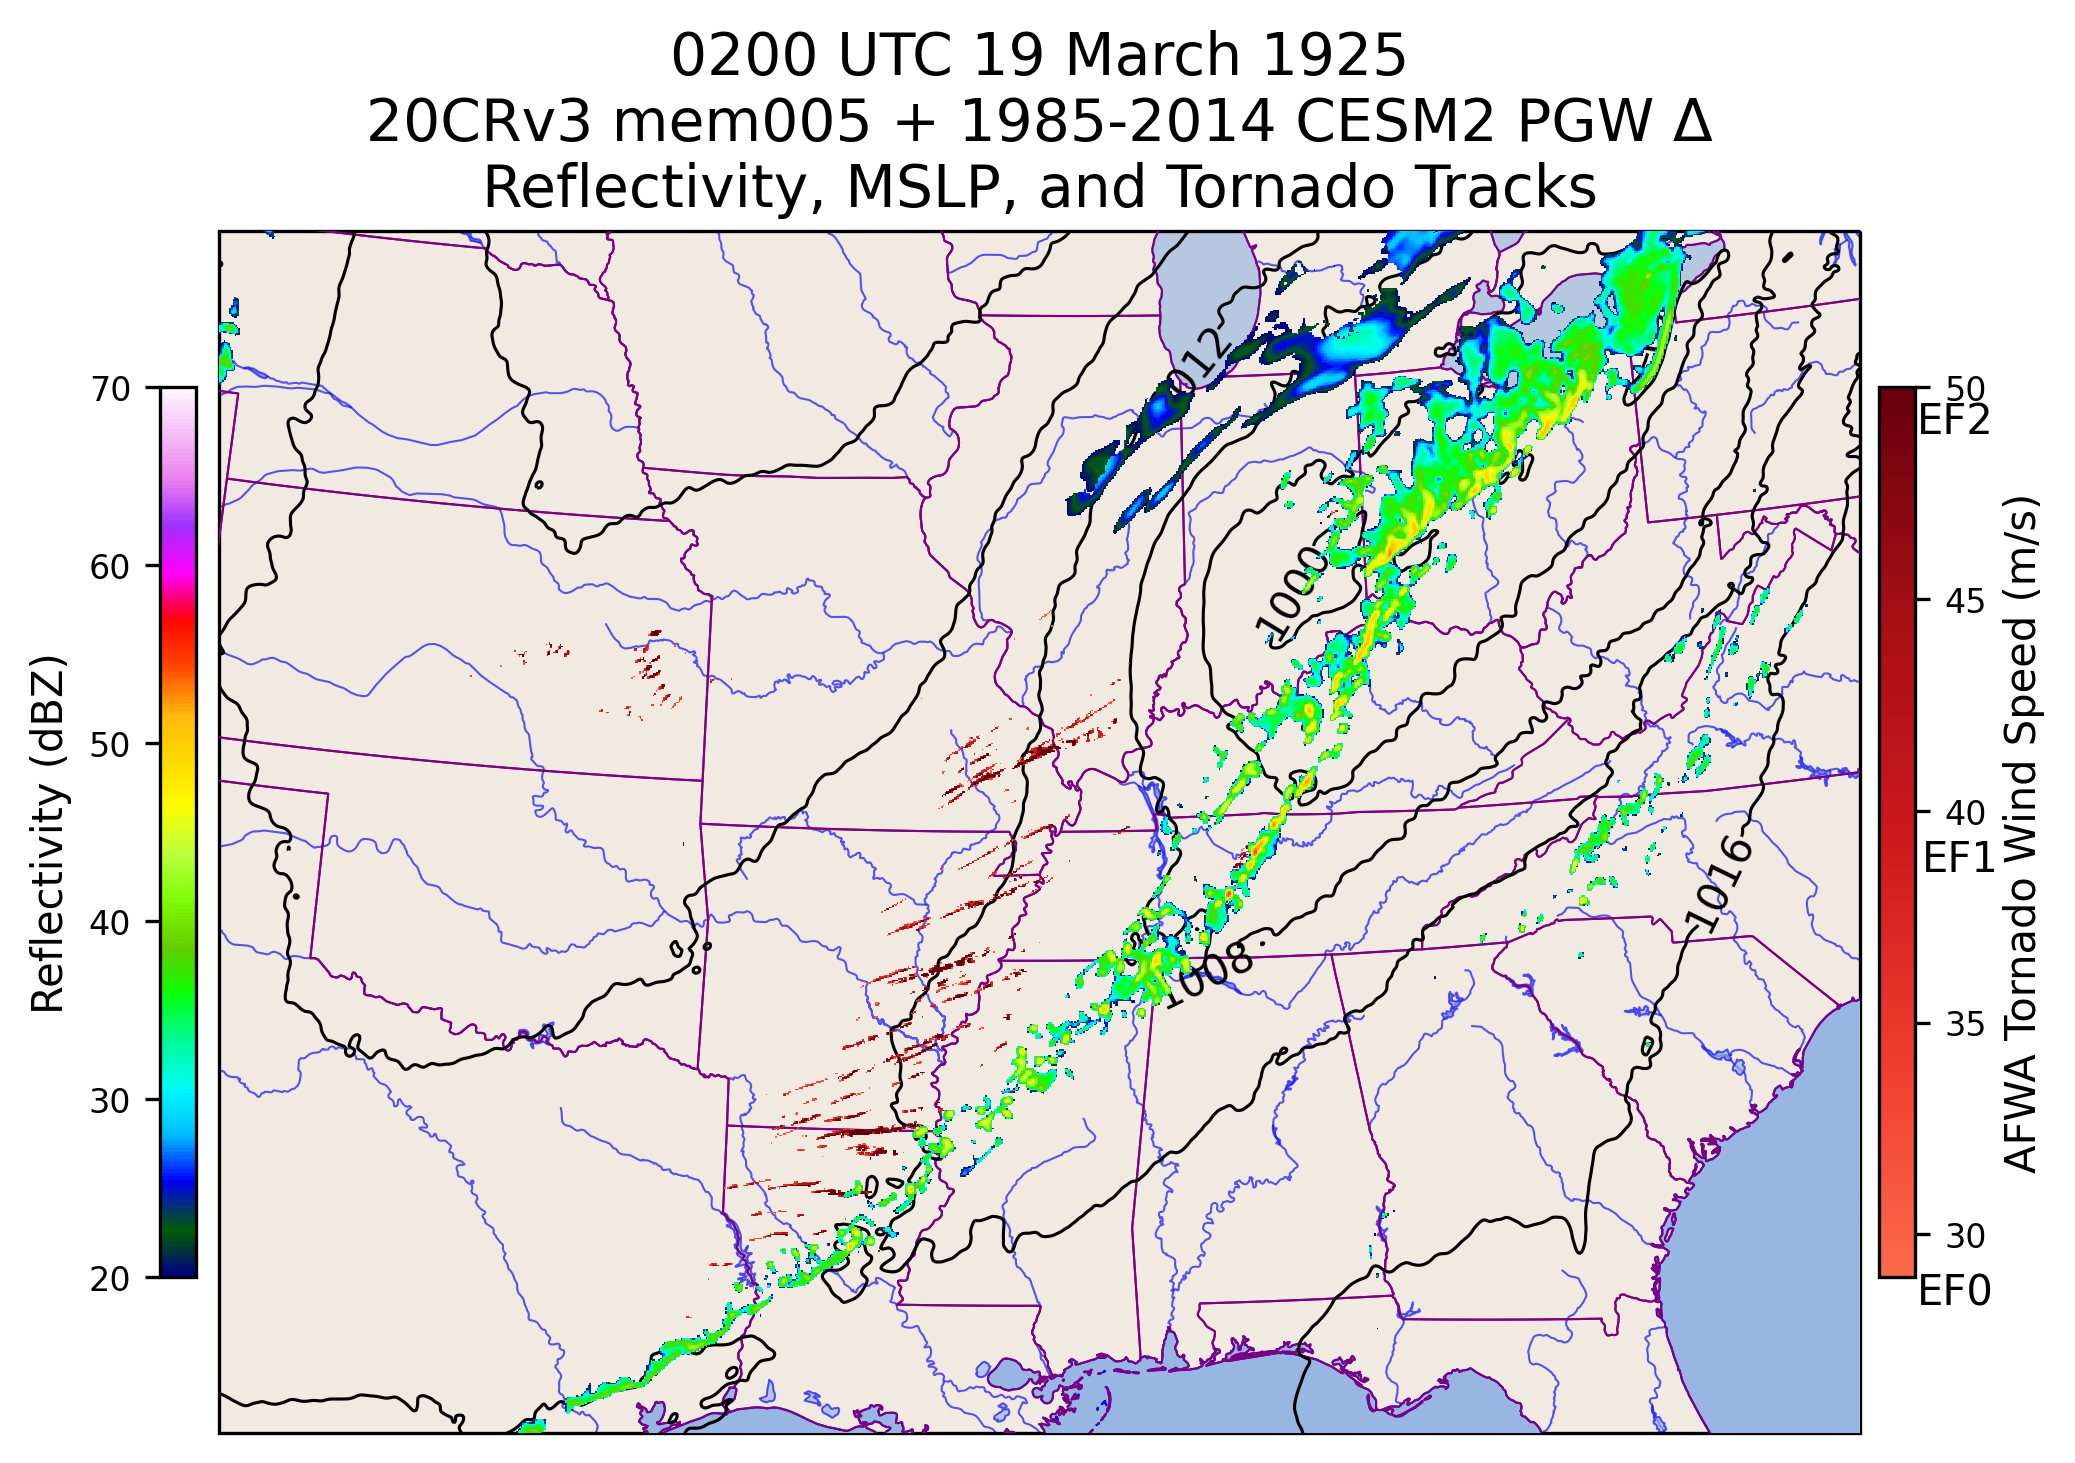 0200 UTC 19 March 1925
20CRv3 mem005 + 1985-2014 CESM2 PGW Δ
Reflectivity, MSLP, and Tornado Tracks
Reflectivity (dBZ)
70
60
50
40
30
20
012
1000
1008
1016
50
EF2
45
40
EF1
35
30
EF0
AFWA Tornado Wind Speed (m/s)